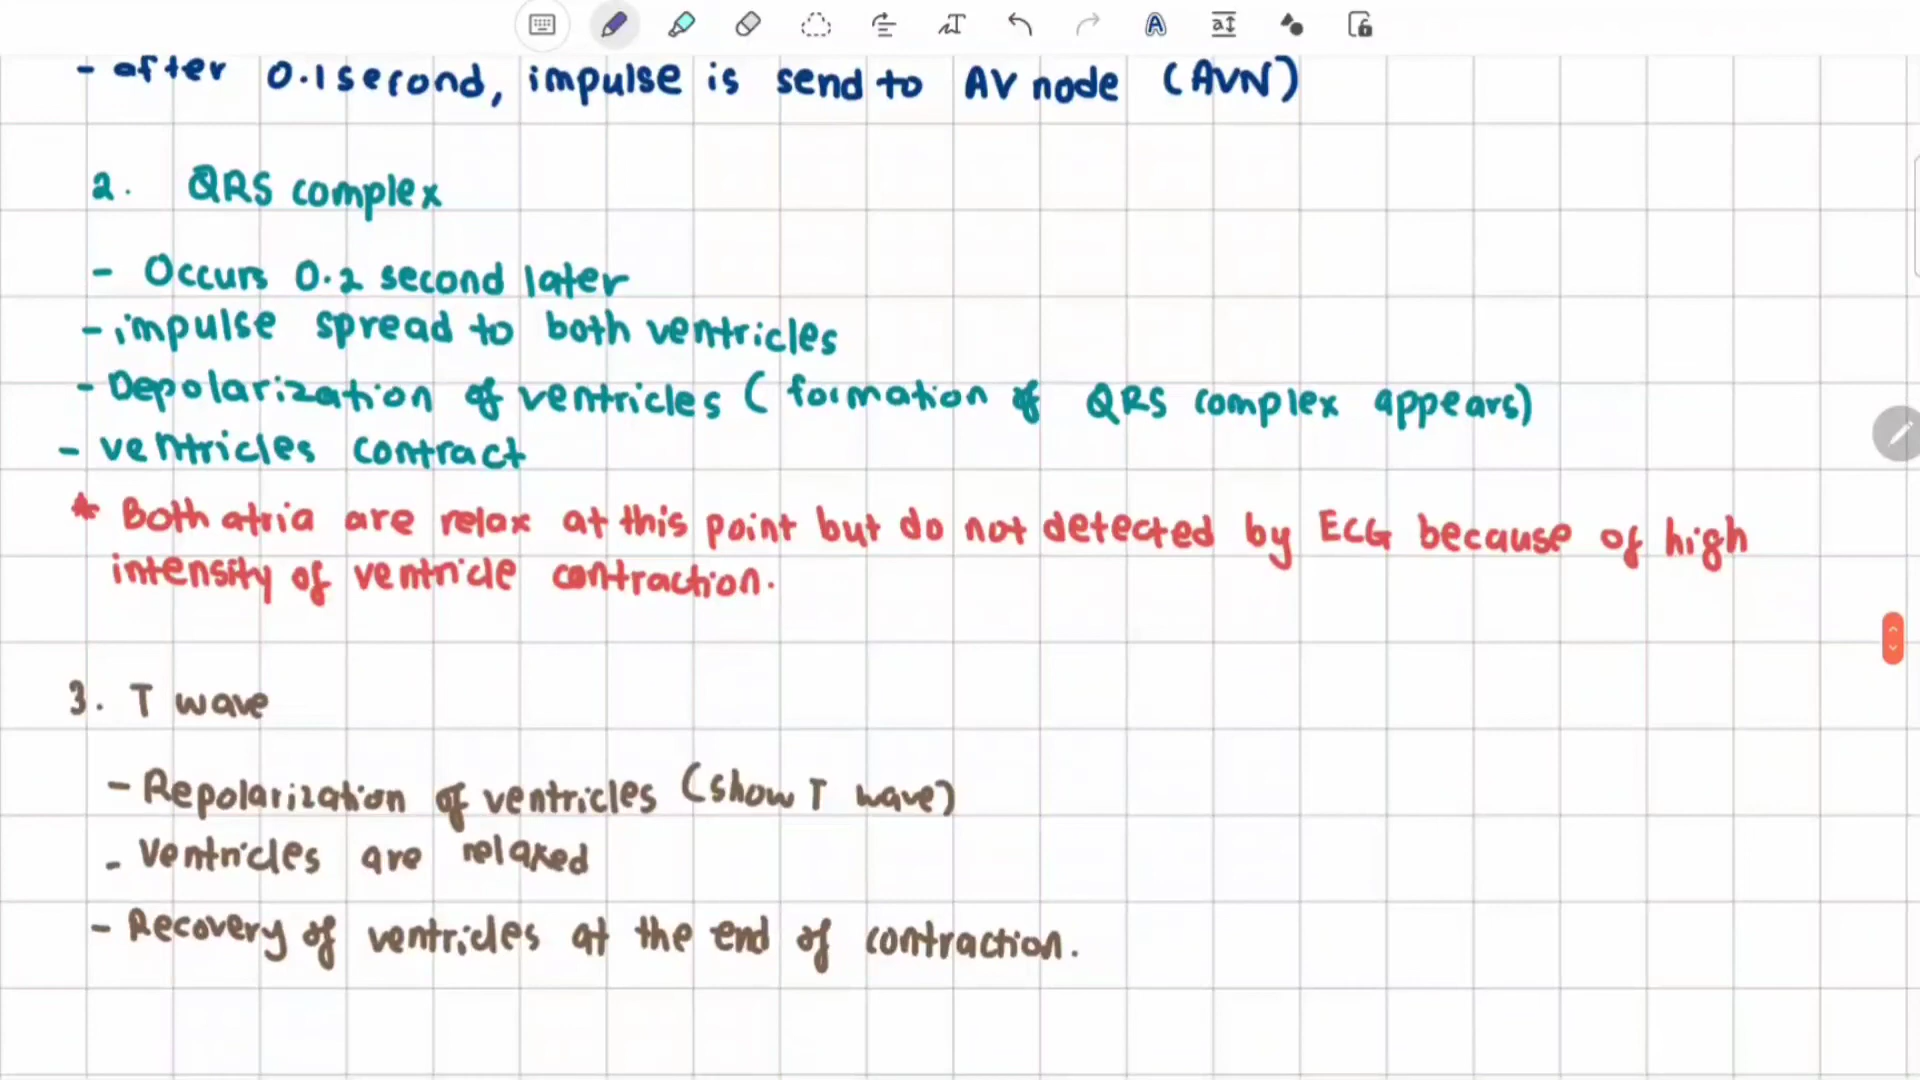 - after 0.1 second, impulse is send to AV node (AVN)
2. QRS complex
- Occurs 0.2 second later
- impulse spread to both ventricles
- Depolarization of ventricles (formation of QRS complex appears)
- ventricles contract
* Both atria are relax at this point but do not detected by ECG because of high
intensity of ventricle contraction.
3. T wave
- Repolarization of ventricles (show T wave)
- Ventricles are relaxed
- Recovery of ventricles at the end of contraction.